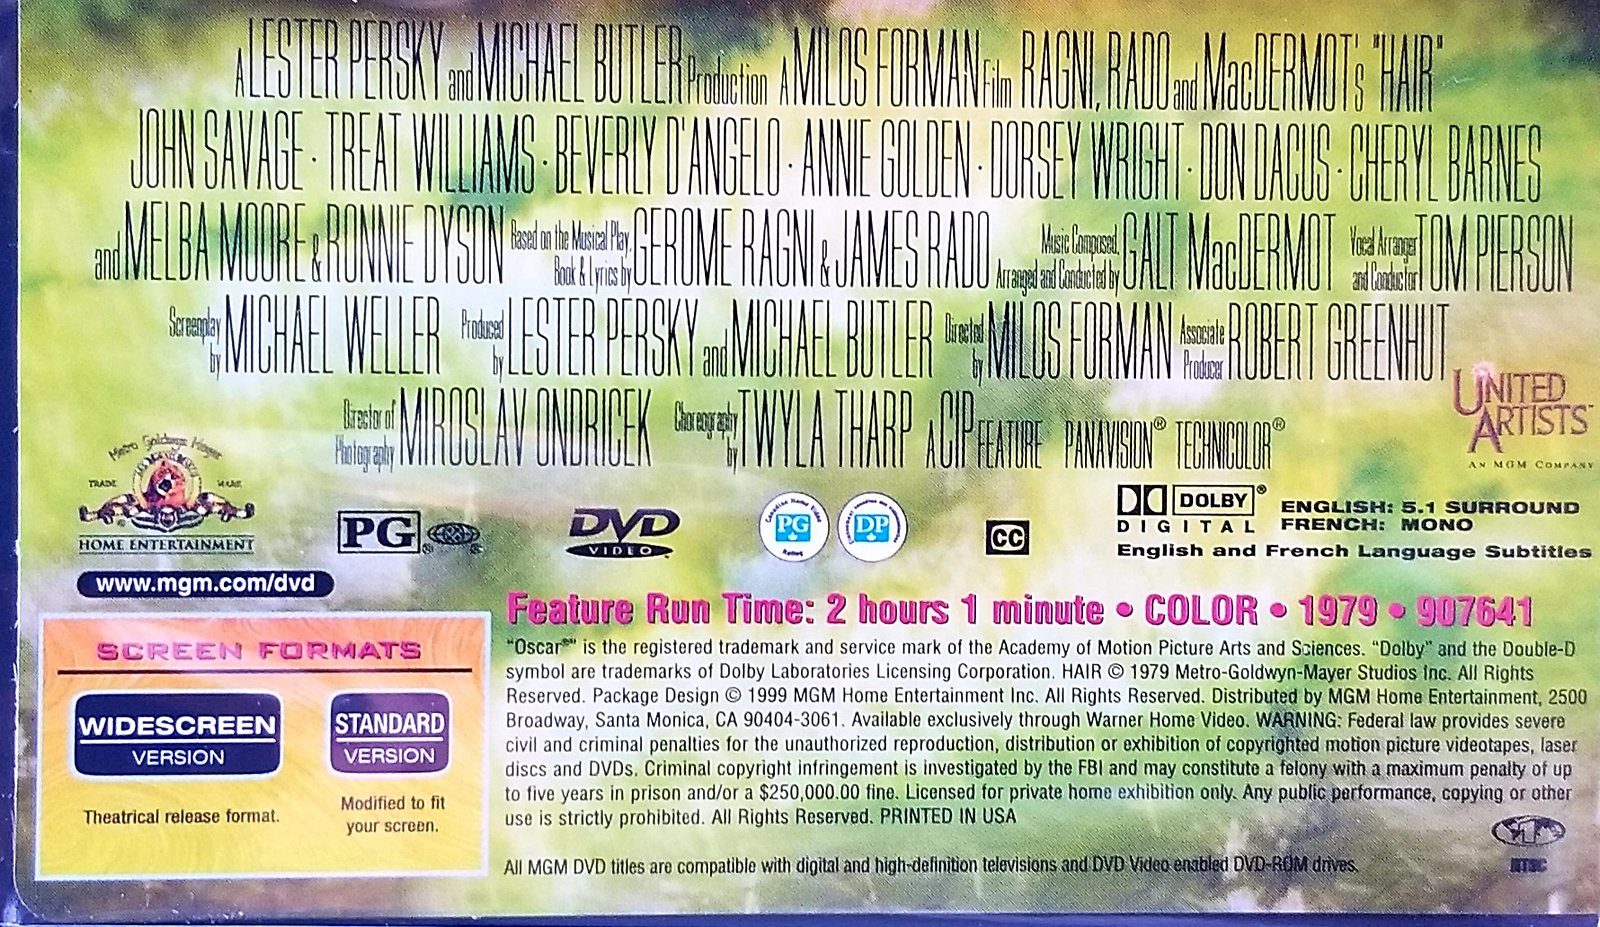 A LESTER PERSKY and MICHAEL BUTLER Production A MILOS FORMAN Film RAGNI, RADO and MacDERMOT'S "HAIR"
JOHN SAVAGE · TREAT WILLIAMS · BEVERLY D'ANGELO · ANNIE GOLDEN · DORSEY WRIGHT · DON DACUS · CHERYL BARNES
and MELBA MOORE & RONNIE DYSON Based on the Musical Play, Book & Lyrics by GEROME RAGNI & JAMES RADO Music Composed, Arranged and Conducted by GALT MacDERMOT Vocal Arranger and Conductor TOM PIERSON
Screenplay by MICHAEL WELLER Produced by LESTER PERSKY and MICHAEL BUTLER Directed by MILOS FORMAN Associate Producer ROBERT GREENHUT
Director of Photography MIROSLAV ONDRICEK Choreography by TWYLA THARP A CIP FEATURE PANAVISION® TECHNICOLOR®
UNITED
ARTISTS™
AN MGM COMPANY
Metro Goldwyn Mayer
TRADE MARK
HOME ENTERTAINMENT
www.mgm.com/dvd
PG ®
DVD
VIDEO
Canadian Home Video
PG
Rating
DP
CC
DOLBY®
DIGITAL
ENGLISH: 5.1 SURROUND
FRENCH: MONO
English and French Language Subtitles
Feature Run Time: 2 hours 1 minute • COLOR • 1979 • 907641
SCREEN FORMATS
WIDESCREEN
VERSION
Theatrical release format.
STANDARD
VERSION
Modified to fit
your screen.
"Oscar®" is the registered trademark and service mark of the Academy of Motion Picture Arts and Sciences. "Dolby" and the Double-D
symbol are trademarks of Dolby Laboratories Licensing Corporation. HAIR © 1979 Metro-Goldwyn-Mayer Studios Inc. All Rights
Reserved. Package Design © 1999 MGM Home Entertainment Inc. All Rights Reserved. Distributed by MGM Home Entertainment, 2500
Broadway, Santa Monica, CA 90404-3061. Available exclusively through Warner Home Video. WARNING: Federal law provides severe
civil and criminal penalties for the unauthorized reproduction, distribution or exhibition of copyrighted motion picture videotapes, laser
discs and DVDs. Criminal copyright infringement is investigated by the FBI and may constitute a felony with a maximum penalty of up
to five years in prison and/or a $250,000.00 fine. Licensed for private home exhibition only. Any public performance, copying or other
use is strictly prohibited. All Rights Reserved. PRINTED IN USA
All MGM DVD titles are compatible with digital and high-definition televisions and DVD Video enabled DVD-ROM drives.
1
NTSC